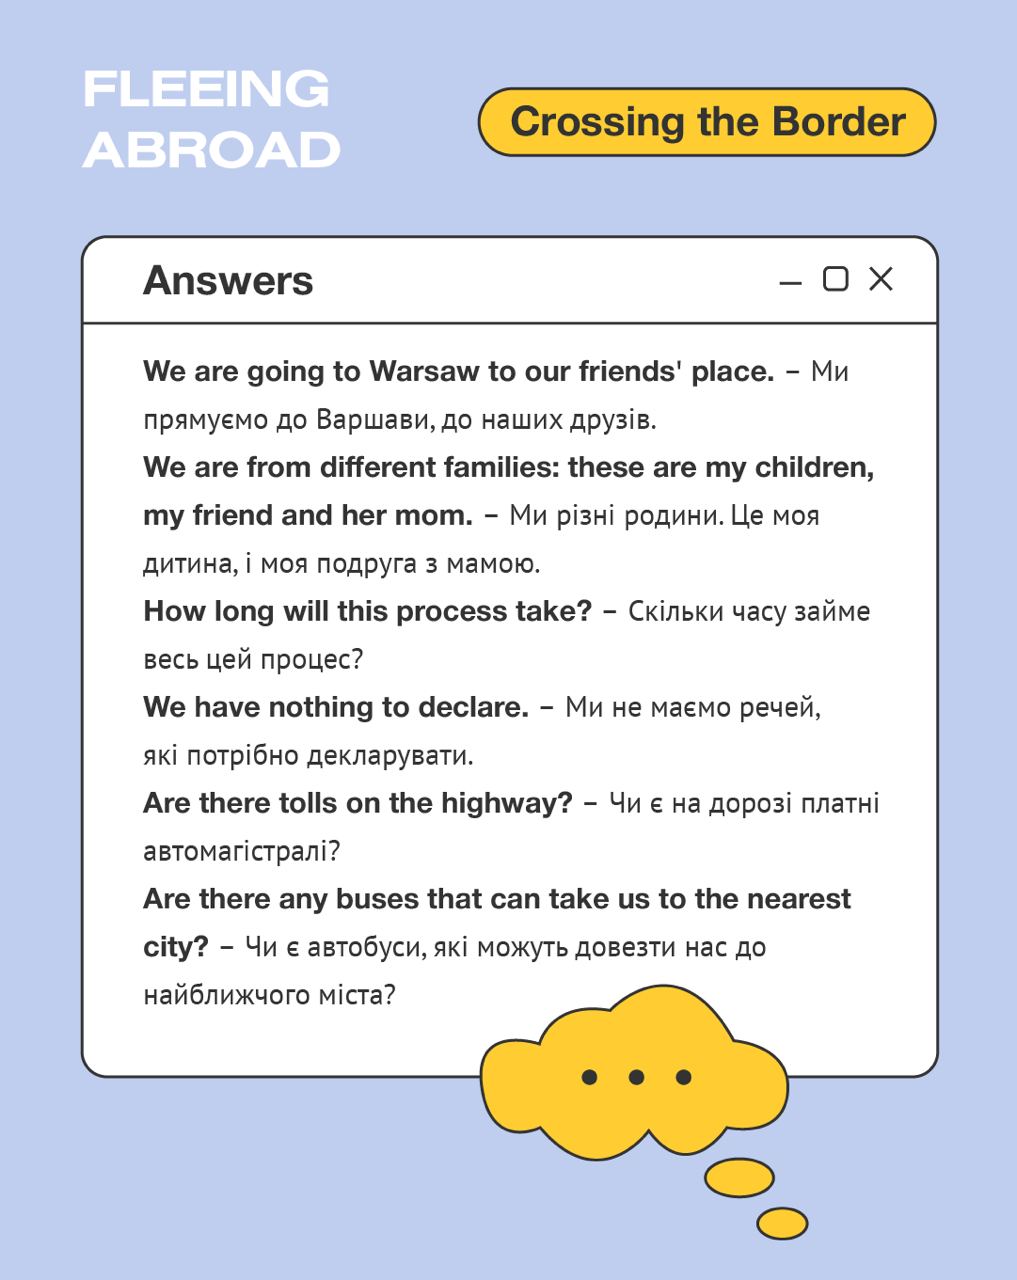 FLEEING
ABROAD
Crossing the Border
Answers
We are going to Warsaw to our friends' place. – Ми
прямуємо до Варшави, до наших друзів.
We are from different families: these are my children,
my friend and her mom. – Ми різні родини. Це моя
дитина, і моя подруга з мамою.
How long will this process take? – Скільки часу займе
весь цей процес?
We have nothing to declare. – Ми не маємо речей,
які потрібно декларувати.
Are there tolls on the highway? – Чи є на дорозі платні
автомагістралі?
Are there any buses that can take us to the nearest
city? – Чи є автобуси, які можуть довезти нас до
найближчого міста?